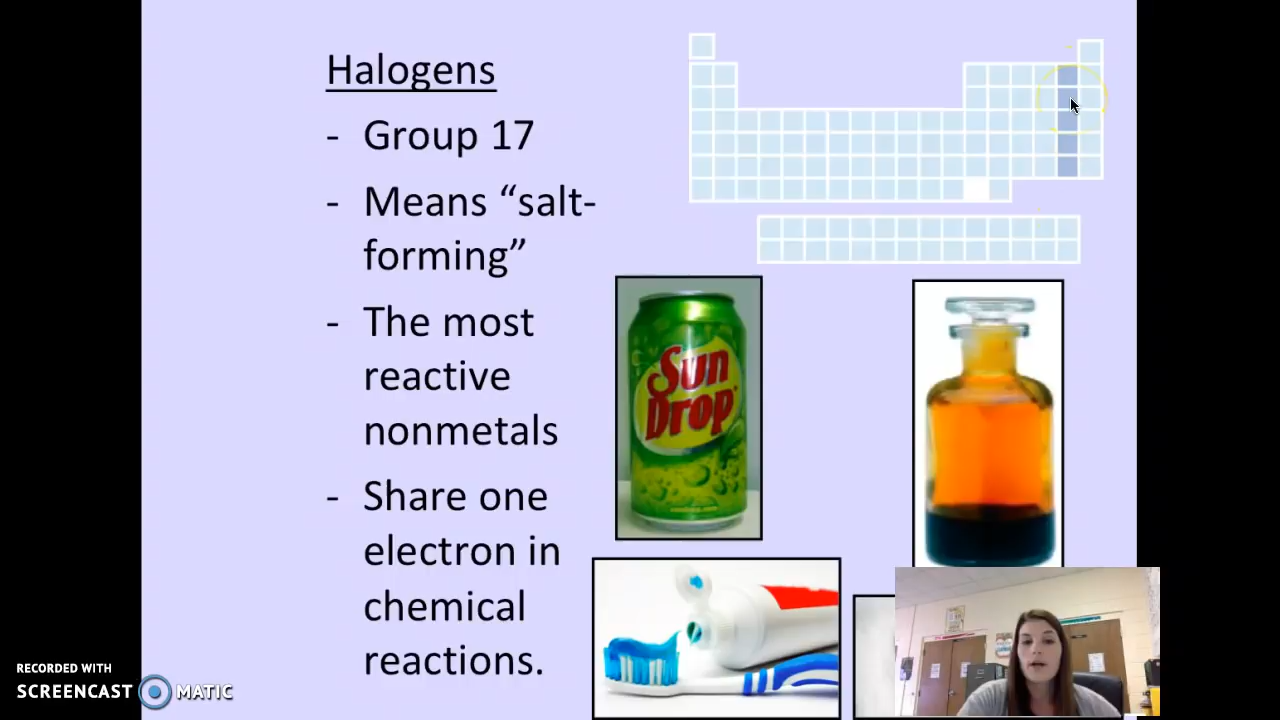 Halogens
- Group 17
- Means “salt-
forming”
- The most
reactive
nonmetals
- Share one
electron in
chemical
reactions.
Sun
Drop
RECORDED WITH
SCREENCAST MATIC